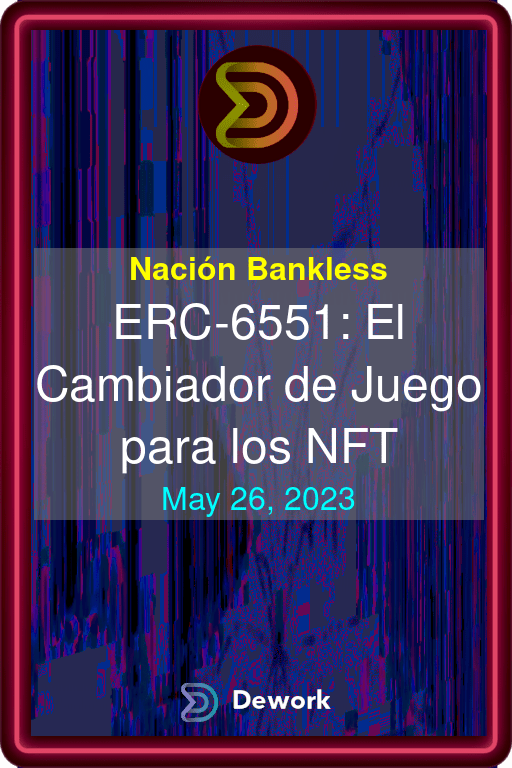 Nación Bankless
ERC-6551: El
Cambiador de Juego
para los NFT
May 26, 2023
Dework